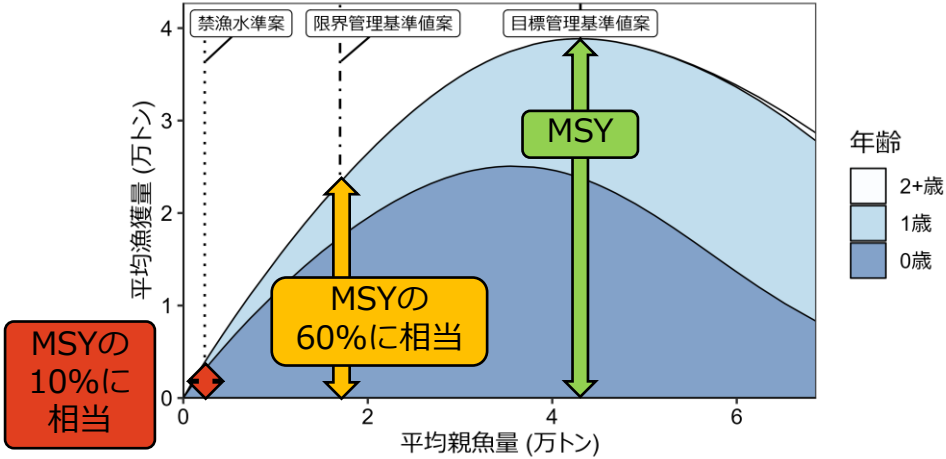 禁漁水準案
限界管理基準値案
目標管理基準値案
平均漁獲量 (万トン)
4
3
2
1
0
MSY
MSYの
60%に相当
MSYの
10%に
相当
0
2
4
6
平均親魚量 (万トン)
年齢
2+歳
1歳
0歳